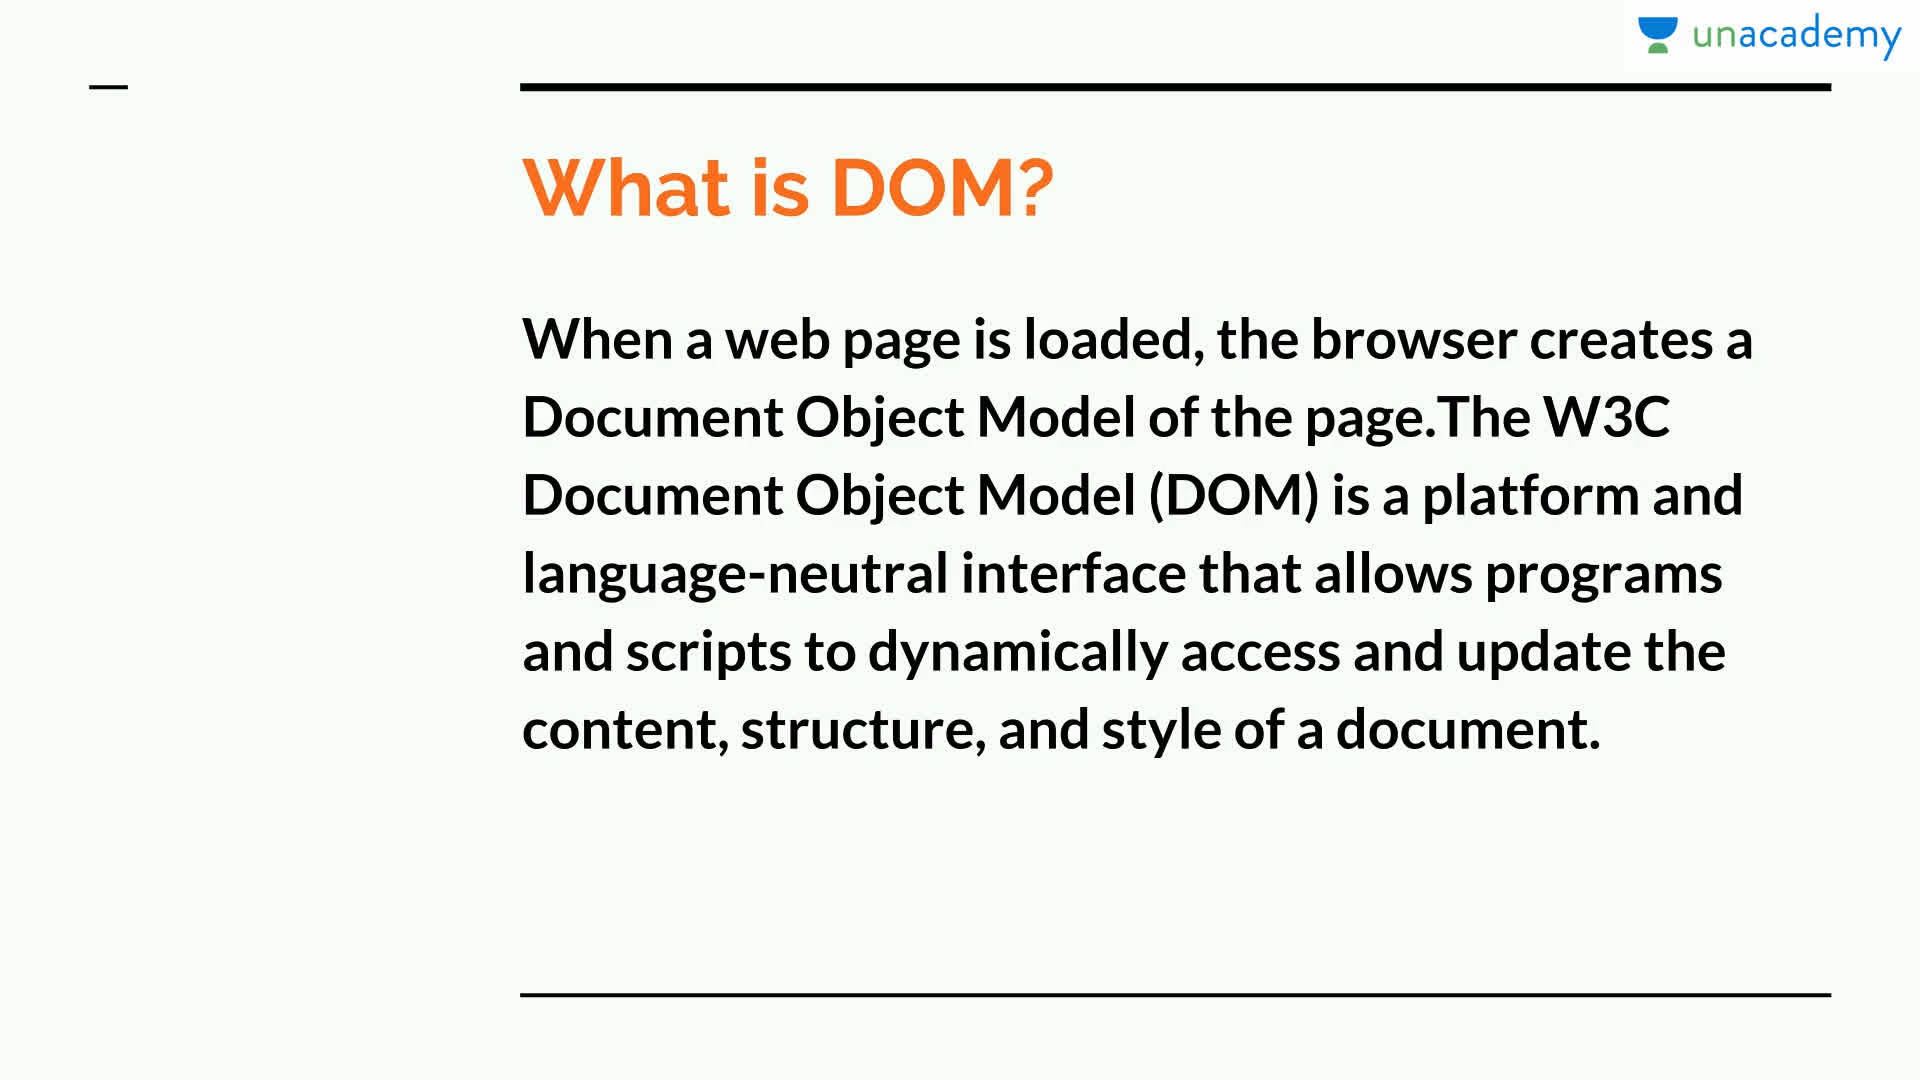 unacademy
What is DOM?
When a web page is loaded, the browser creates a
Document Object Model of the page.The W3C
Document Object Model (DOM) is a platform and
language-neutral interface that allows programs
and scripts to dynamically access and update the
content, structure, and style of a document.